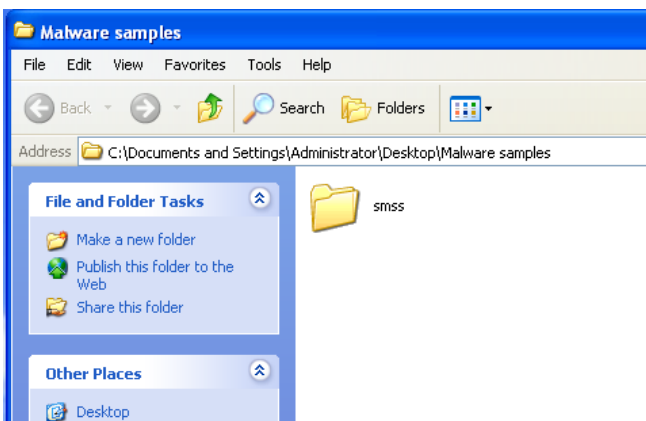 Malware samples
File Edit View Favorites Tools Help
Back Search Folders
Address C:\Documents and Settings\Administrator\Desktop\Malware samples
File and Folder Tasks
Make a new folder
Publish this folder to the
Web
Share this folder
Other Places
Desktop
smss